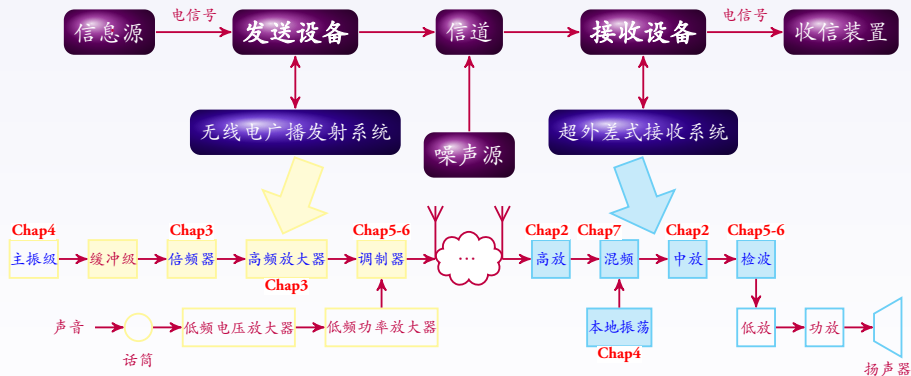 信息源
电信号
发送设备
信道
接收设备
电信号
收信装置
无线电广播发射系统
噪声源
超外差式接收系统
Chap4
Chap3
Chap5-6
Chap2
Chap7
Chap2
Chap5-6
主振级
缓冲级
倍频器
高频放大器
调制器
...
高放
混频
中放
检波
Chap3
声音
话筒
低频电压放大器
低频功率放大器
本地振荡
Chap4
低放
功放
扬声器